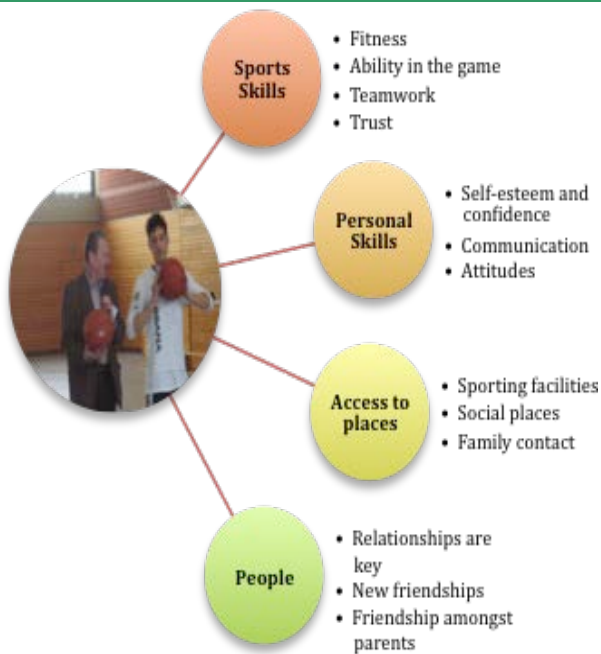 Sports
Skills
• Fitness
• Ability in the game
• Teamwork
• Trust
Personal
Skills
• Self-esteem and
confidence
• Communication
• Attitudes
Access to
places
• Sporting facilities
• Social places
• Family contact
People
• Relationships are
key
• New friendships
• Friendship amongst
parents